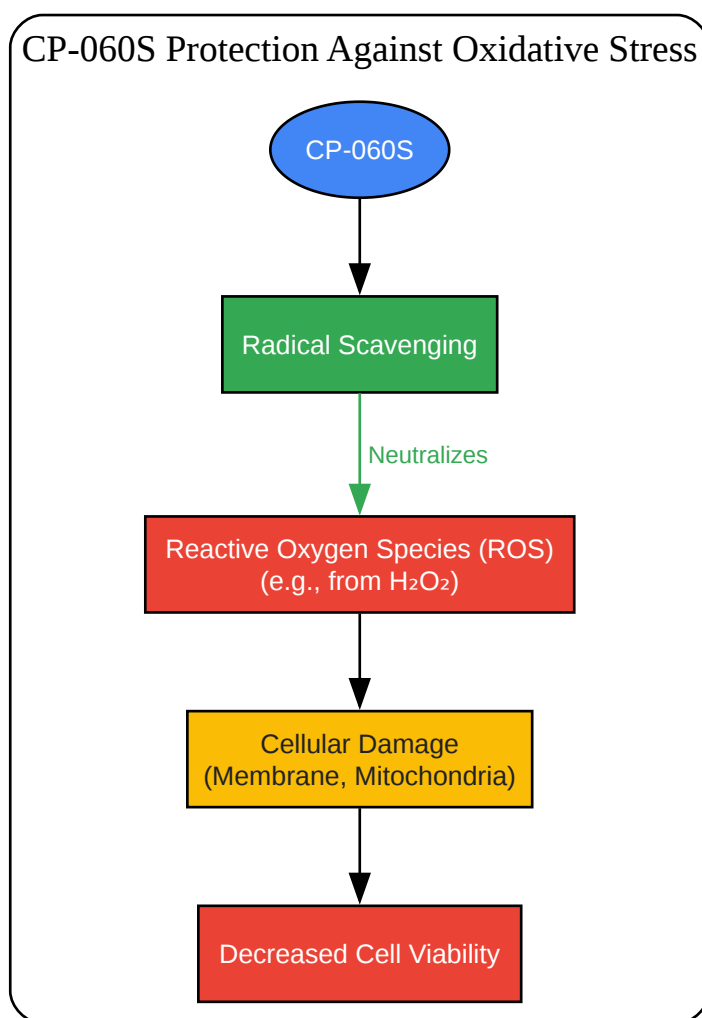 CP-060S Protection Against Oxidative Stress
CP-060S
Radical Scavenging
Neutralizes
Reactive Oxygen Species (ROS)
(e.g., from H₂O₂)
Cellular Damage
(Membrane, Mitochondria)
Decreased Cell Viability